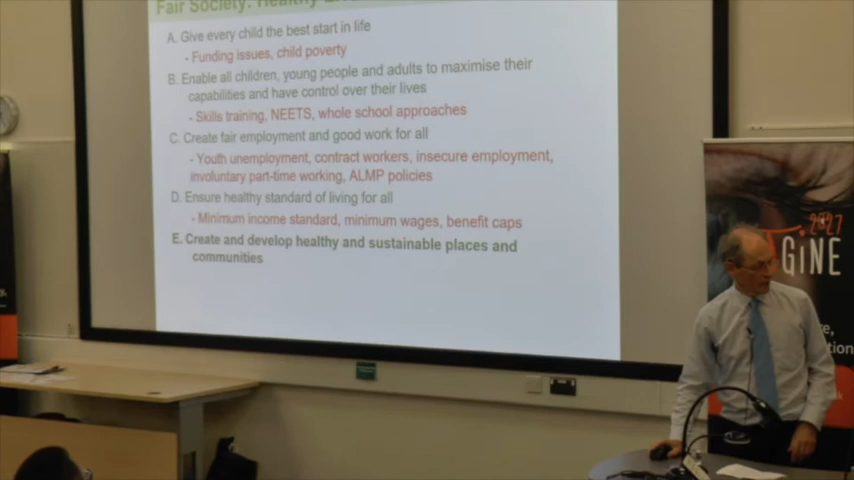 Fair Society: Healthy
A. Give every child the best start in life
- Funding issues, child poverty
B. Enable all children, young people and adults to maximise their
capabilities and have control over their lives
- Skills training, NEETS, whole school approaches
C. Create fair employment and good work for all
- Youth unemployment, contract workers, insecure employment,
involuntary part-time working, ALMP policies
D. Ensure healthy standard of living for all
- Minimum income standard, minimum wages, benefit caps
E. Create and develop healthy and sustainable places and
communities
2027
GiNE